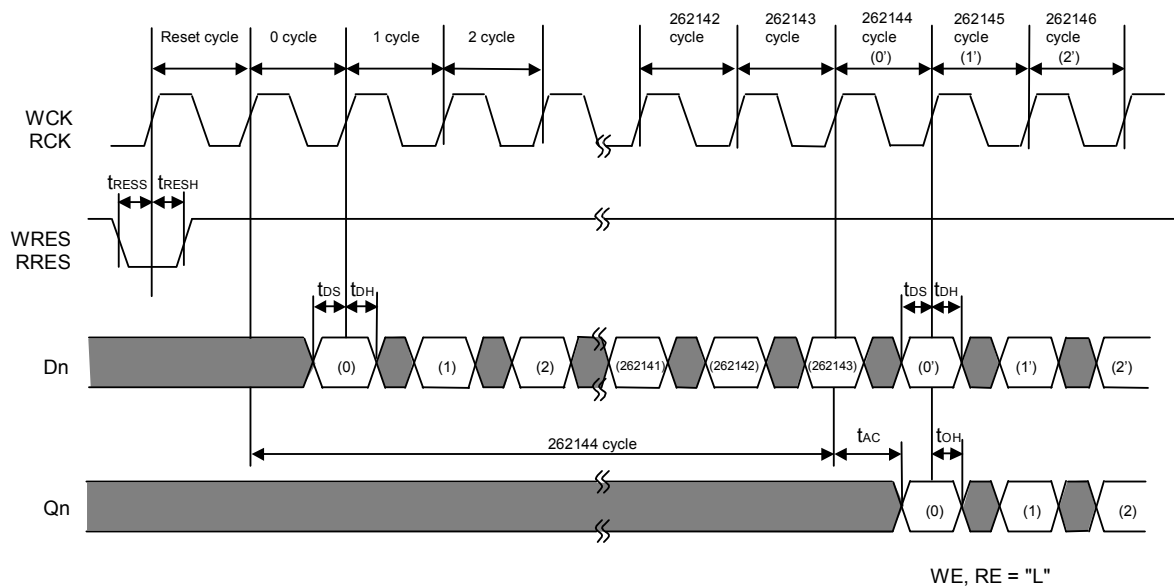 Reset cycle
0 cycle
1 cycle
2 cycle
262142
cycle
262143
cycle
262144
cycle
(0')
262145
cycle
(1')
262146
cycle
(2')
WCK
RCK
tRESS
tRESH
WRES
RRES
tDS
tDH
tDS
tDH
Dn
(0)
(1)
(2)
(262141)
(262142)
(262143)
(0')
(1')
(2')
262144 cycle
tAC
tOH
Qn
(0)
(1)
(2)
WE, RE = "L"